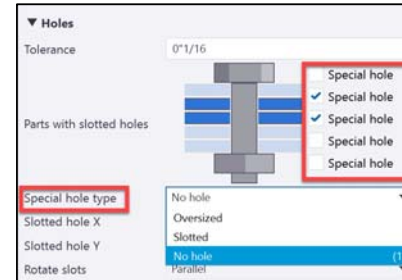 ▼ Holes
Tolerance 0"1/16
Special hole
Special hole
Parts with slotted holes Special hole
Special hole
Special hole
Special hole type No hole
Slotted hole X Oversized
Slotted
Slotted hole Y No hole (1
Rotate slots Parallel